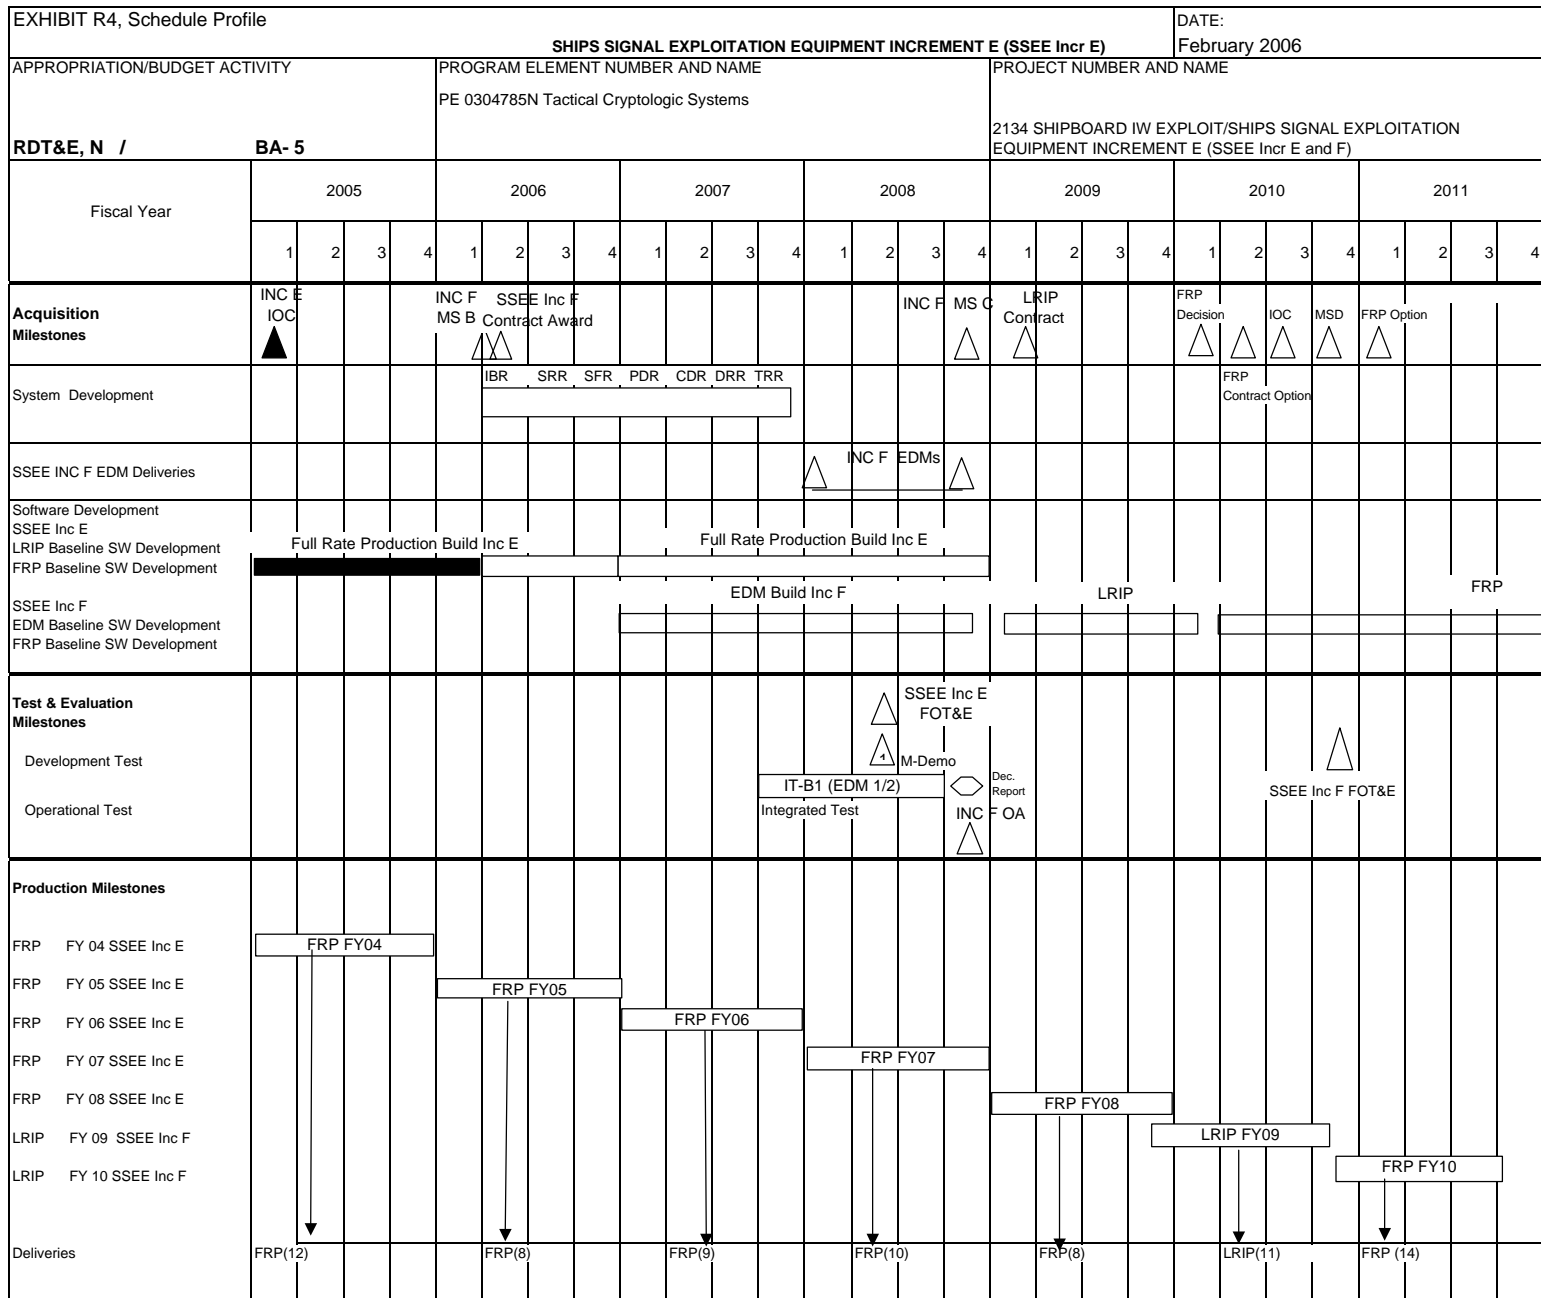 EXHIBIT R4, Schedule Profile
DATE:
SHIPS SIGNAL EXPLOITATION EQUIPMENT INCREMENT E (SSEE Incr E)
February 2006
APPROPRIATION/BUDGET ACTIVITY
PROGRAM ELEMENT NUMBER AND NAME
PROJECT NUMBER AND NAME
PE 0304785N Tactical Cryptologic Systems
2134 SHIPBOARD IW EXPLOIT/SHIPS SIGNAL EXPLOITATION
RDT&E, N / BA- 5
EQUIPMENT INCREMENT E (SSEE Incr E and F)
Fiscal Year
2005 2006 2007 2008 2009 2010 2011
1 2 3 4 1 2 3 4 1 2 3 4 1 2 3 4 1 2 3 4 1 2 3 4 1 2 3 4
Acquisition
Milestones
INC E
IOC
INC F
MS B
SSEE Inc F
Contract Award
INC F MS C
LRIP
Contract
FRP
Decision
IOC
MSD
FRP Option
System Development
IBR SRR SFR PDR CDR DRR TRR
FRP
Contract Option
SSEE INC F EDM Deliveries
INC F EDMs
Software Development
SSEE Inc E
LRIP Baseline SW Development
FRP Baseline SW Development
Full Rate Production Build Inc E
Full Rate Production Build Inc E
SSEE Inc F
EDM Baseline SW Development
FRP Baseline SW Development
EDM Build Inc F
LRIP
FRP
Test & Evaluation
Milestones
SSEE Inc E
FOT&E
Development Test
1
M-Demo
IT-B1 (EDM 1/2)
Dec.
Report
SSEE Inc F FOT&E
Operational Test
Integrated Test
INC F OA
Production Milestones
FRP FY 04 SSEE Inc E
FRP FY04
FRP FY 05 SSEE Inc E
FRP FY05
FRP FY 06 SSEE Inc E
FRP FY06
FRP FY 07 SSEE Inc E
FRP FY07
FRP FY 08 SSEE Inc E
FRP FY08
LRIP FY 09 SSEE Inc F
LRIP FY09
LRIP FY 10 SSEE Inc F
FRP FY10
Deliveries
FRP(12) FRP(8) FRP(9) FRP(10) FRP(8) LRIP(11) FRP (14)